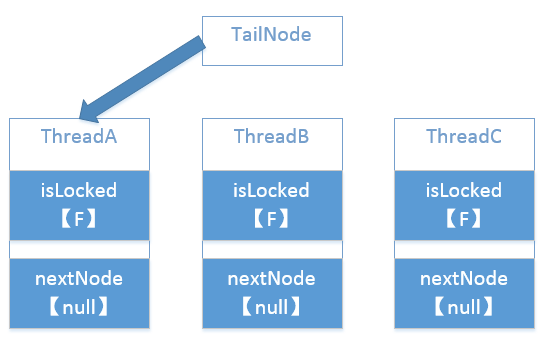 TailNode
ThreadA
isLocked
【F】
nextNode
【null】
ThreadB
isLocked
【F】
nextNode
【null】
ThreadC
isLocked
【F】
nextNode
【null】